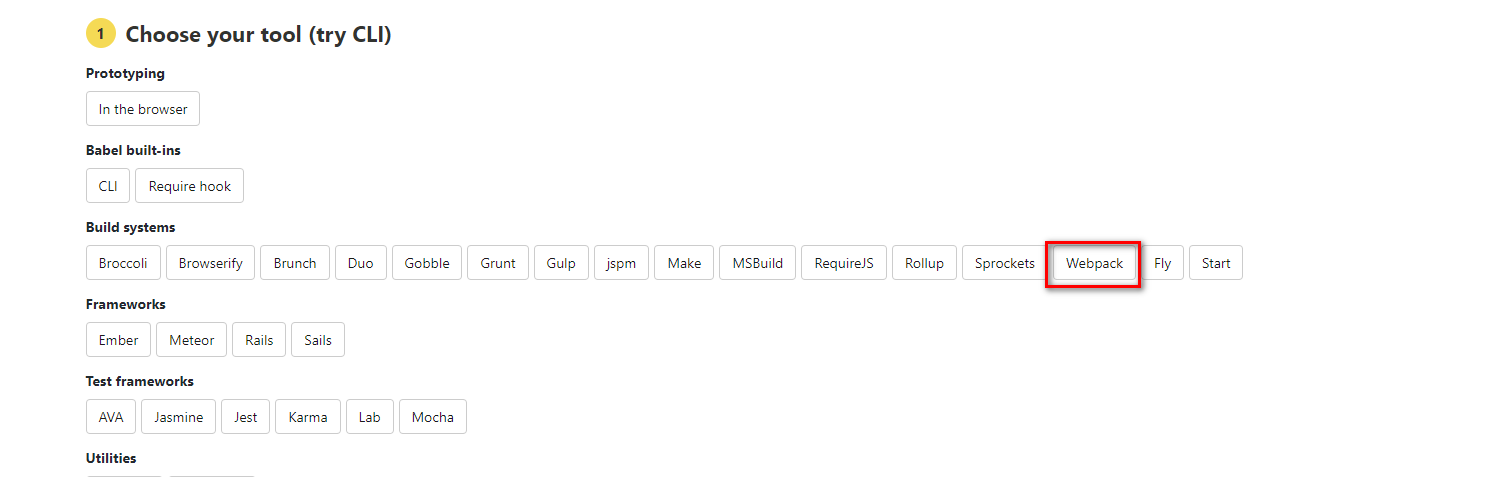 1 Choose your tool (try CLI)
Prototyping
In the browser
Babel built-ins
CLI Require hook
Build systems
Broccoli Browserify Brunch Duo Gobble Grunt Gulp jspm Make MSBuild RequireJS Rollup Sprockets Webpack Fly Start
Frameworks
Ember Meteor Rails Sails
Test frameworks
AVA Jasmine Jest Karma Lab Mocha
Utilities